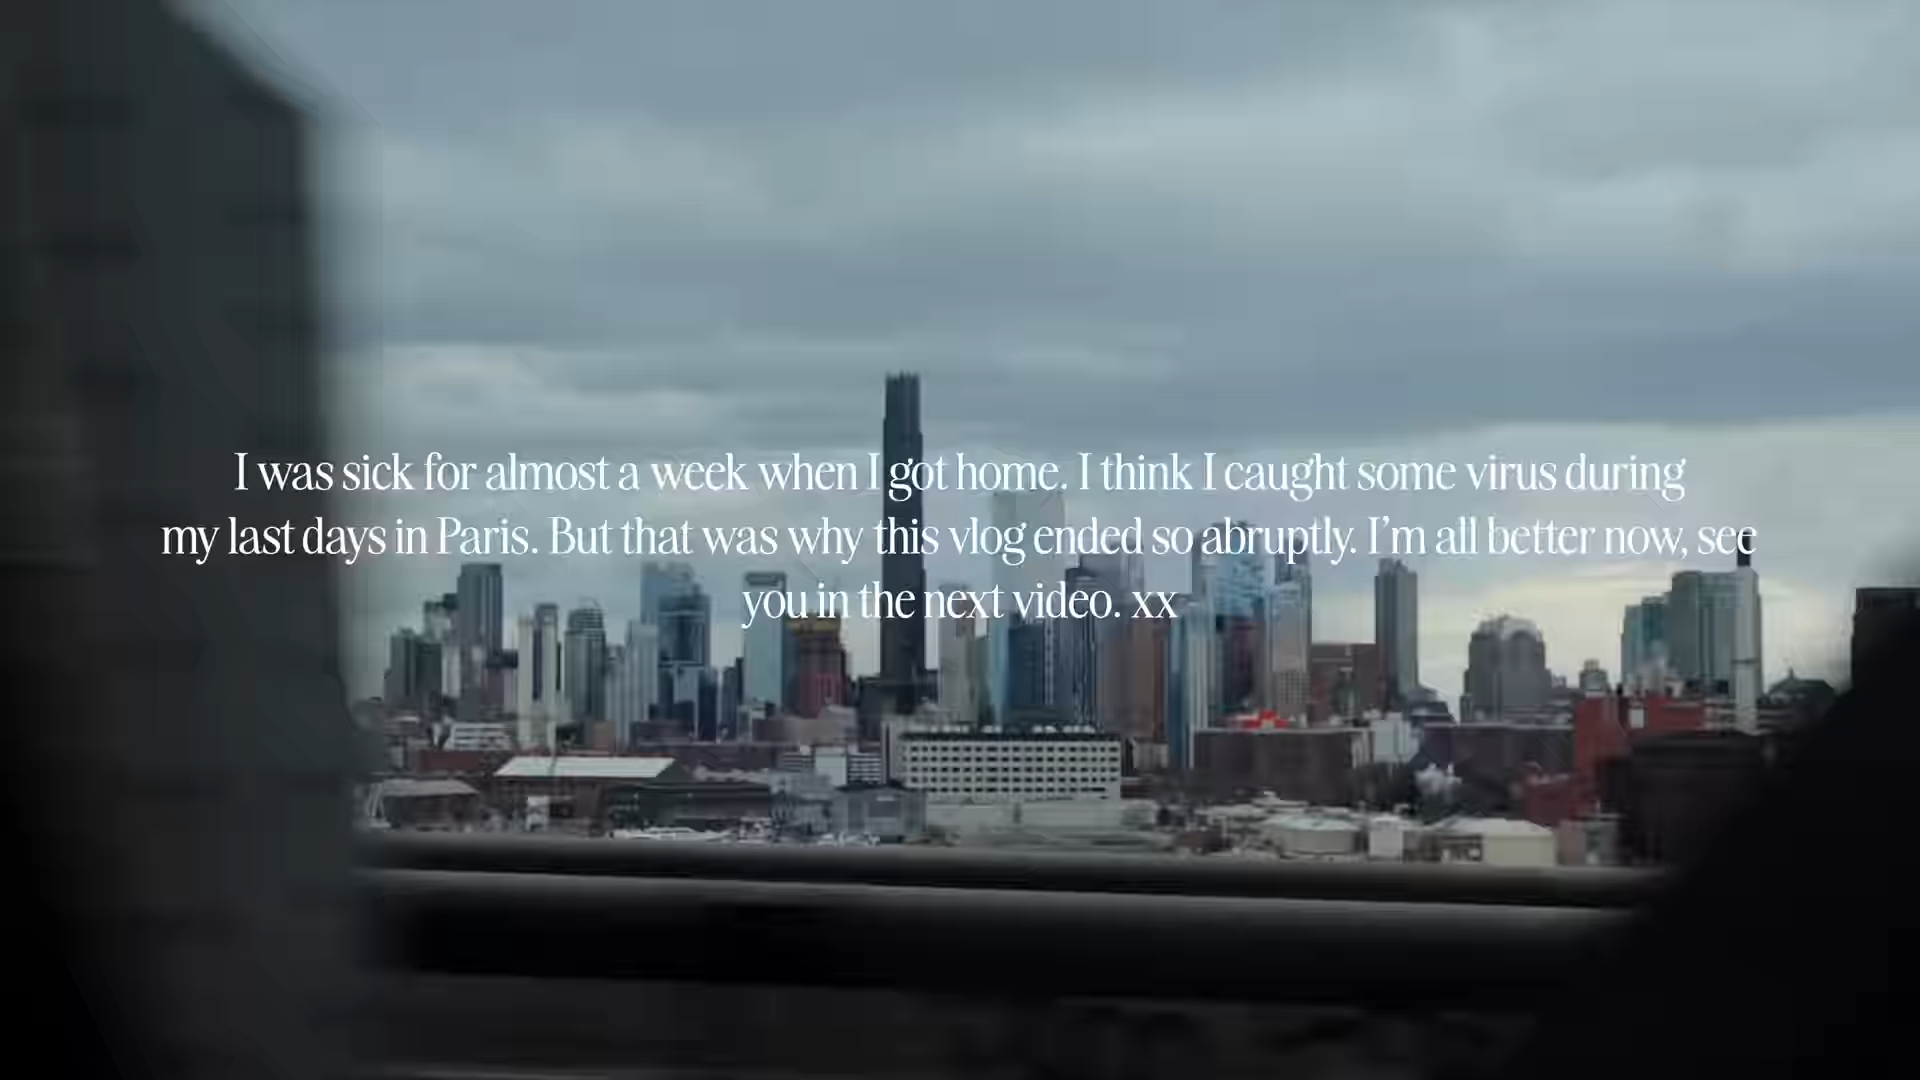 I was sick for almost a week when I got home. I think I caught some virus during
my last days in Paris. But that was why this vlog ended so abruptly. I’m all better now, see
you in the next video. xx